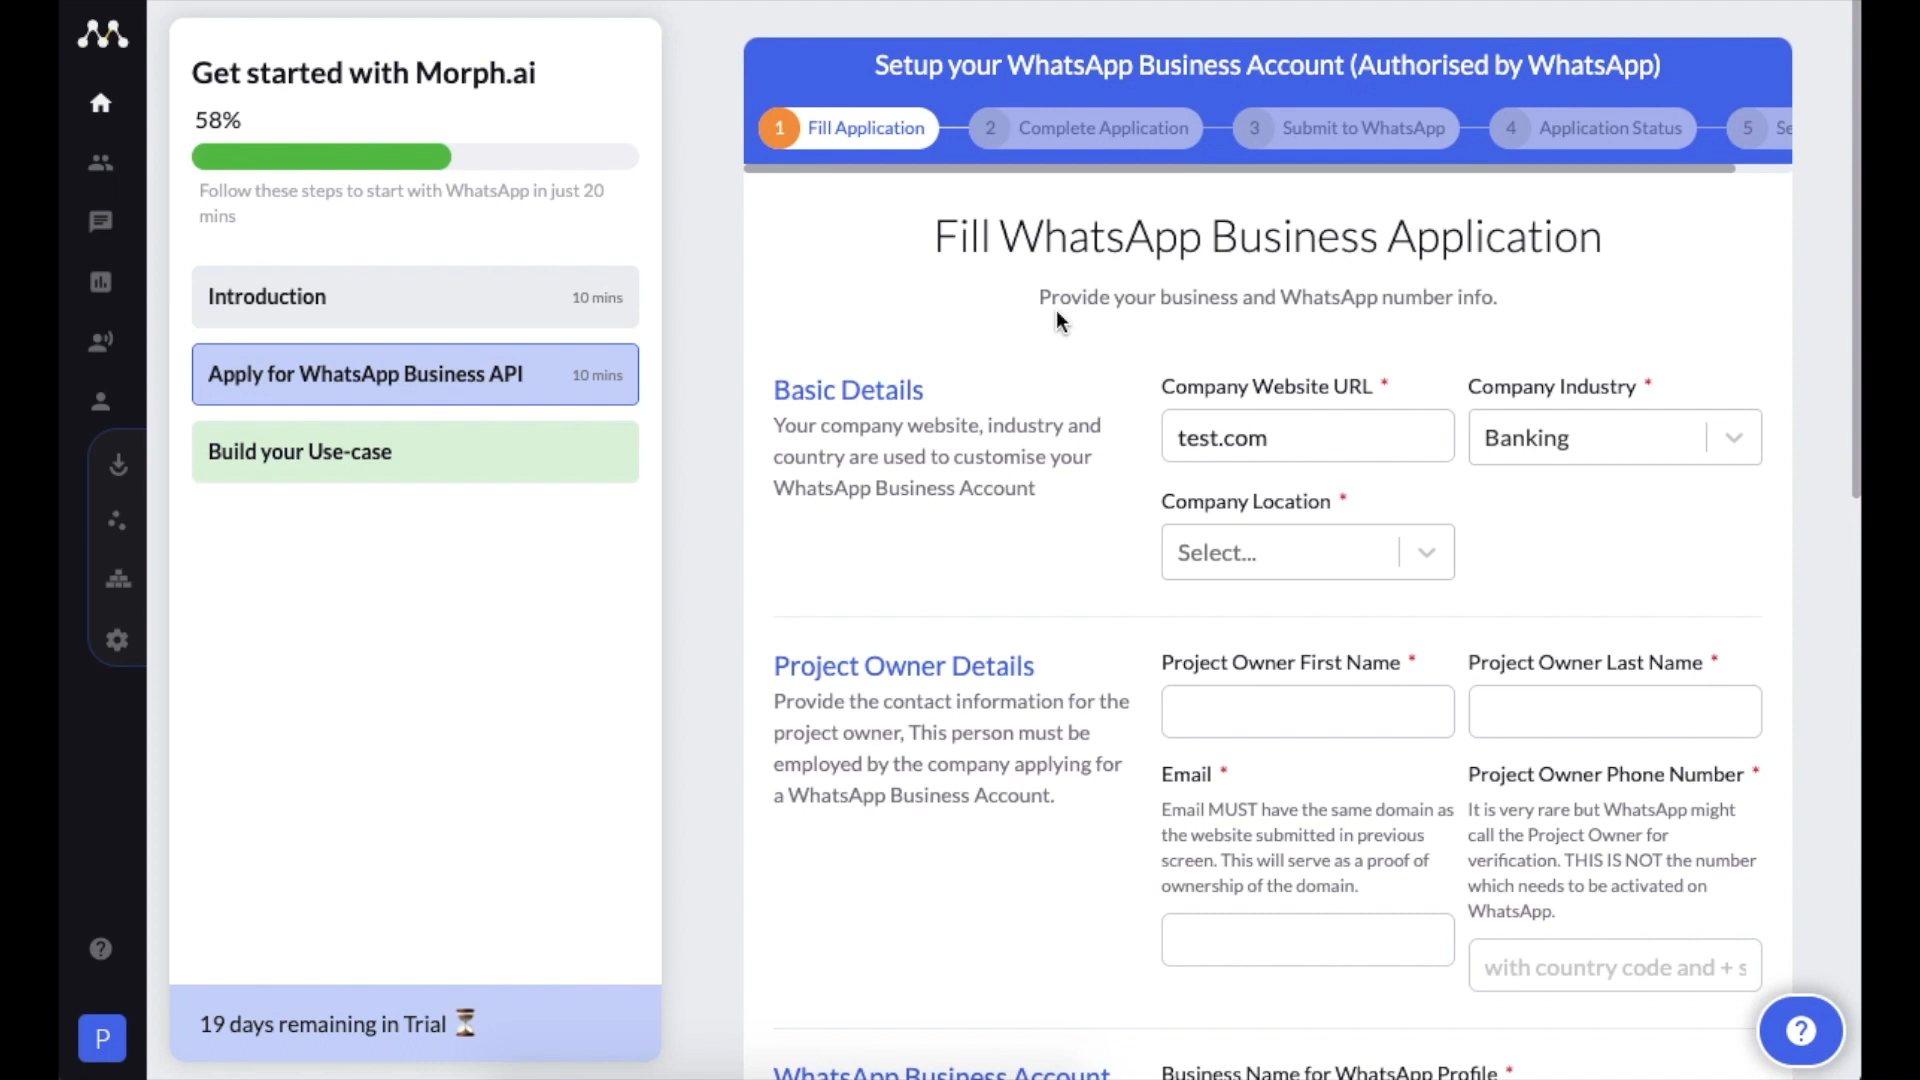 Get started with Morph.ai
58%
Follow these steps to start with WhatsApp in just 20
mins
Introduction 10 mins
Apply for WhatsApp Business API 10 mins
Build your Use-case
19 days remaining in Trial
P
Setup your WhatsApp Business Account (Authorised by WhatsApp)
1 Fill Application 2 Complete Application 3 Submit to WhatsApp 4 Application Status 5 Se
Fill WhatsApp Business Application
Provide your business and WhatsApp number info.
Basic Details
Your company website, industry and
country are used to customise your
WhatsApp Business Account
Company Website URL *
test.com
Company Industry *
Banking
Company Location *
Select...
Project Owner Details
Provide the contact information for the
project owner, This person must be
employed by the company applying for
a WhatsApp Business Account.
Project Owner First Name *
Project Owner Last Name *
Email *
Email MUST have the same domain as
the website submitted in previous
screen. This will serve as a proof of
ownership of the domain.
Project Owner Phone Number *
It is very rare but WhatsApp might
call the Project Owner for
verification. THIS IS NOT the number
which needs to be activated on
WhatsApp.
with country code and + s
WhatsApp Business Account
Business Name for WhatsApp Profile *